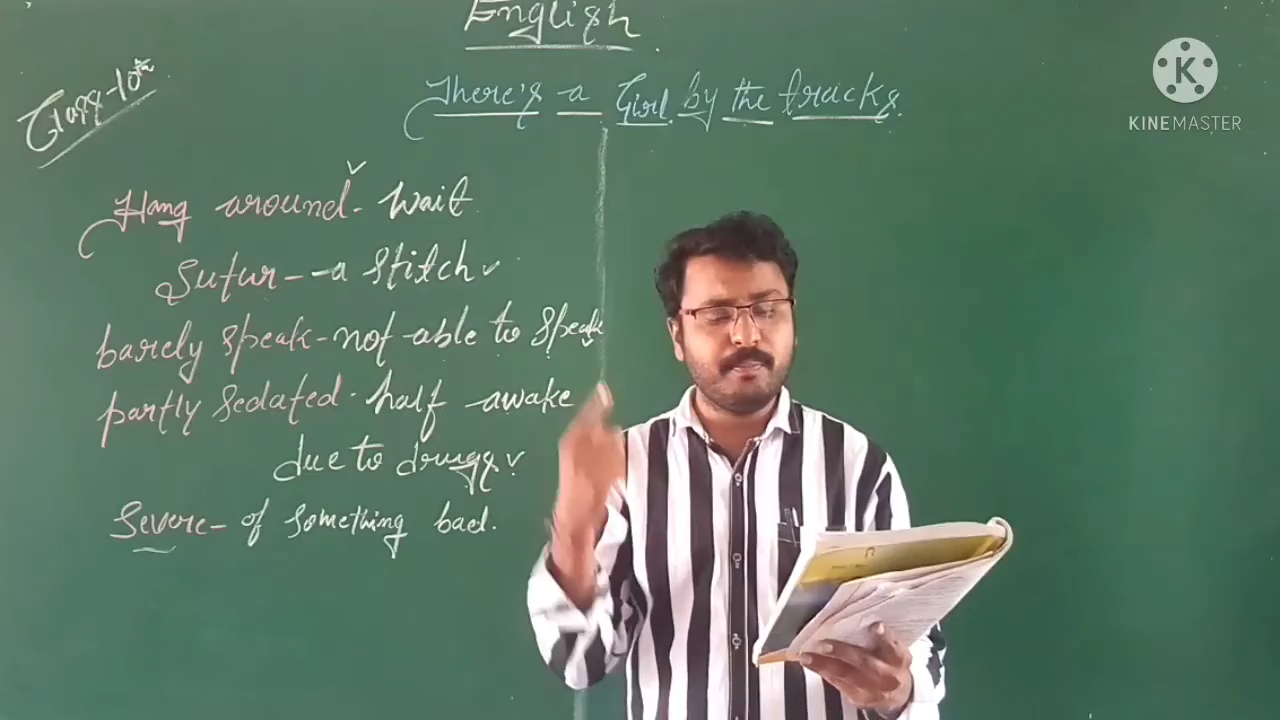 English
Class-10th
There's a Girl by the tracks.
Hang around - wait
Sutur - a stitch
barely speak - not able to speak
partly sedated - half awake
due to drugs
Severe - of something bad.
KINEMASTER